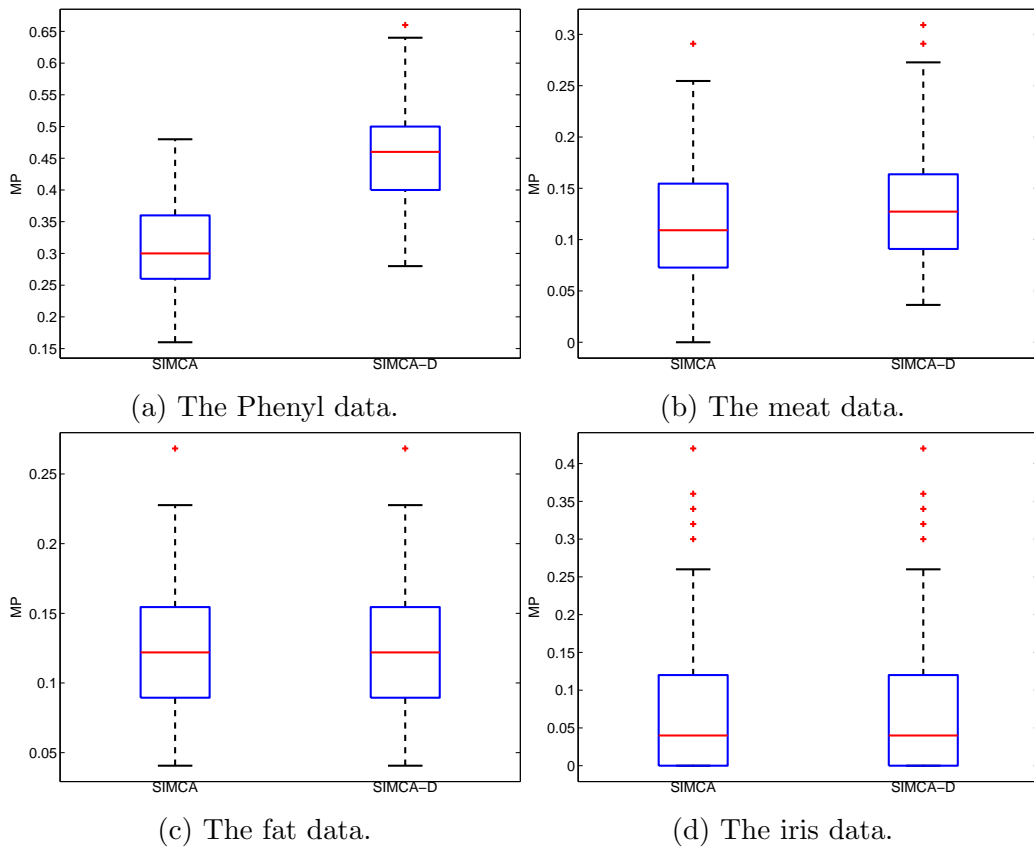 0.65
0.6
0.55
0.5
0.45
0.4
0.35
0.3
0.25
0.2
0.15
MP
SIMCA
SIMCA-D
(a) The Phenyl data.
0.3
0.25
0.2
0.15
0.1
0.05
0
MP
SIMCA
SIMCA-D
(b) The meat data.
0.25
0.2
0.15
0.1
0.05
MP
SIMCA
SIMCA-D
(c) The fat data.
0.4
0.35
0.3
0.25
0.2
0.15
0.1
0.05
0
MP
SIMCA
SIMCA-D
(d) The iris data.